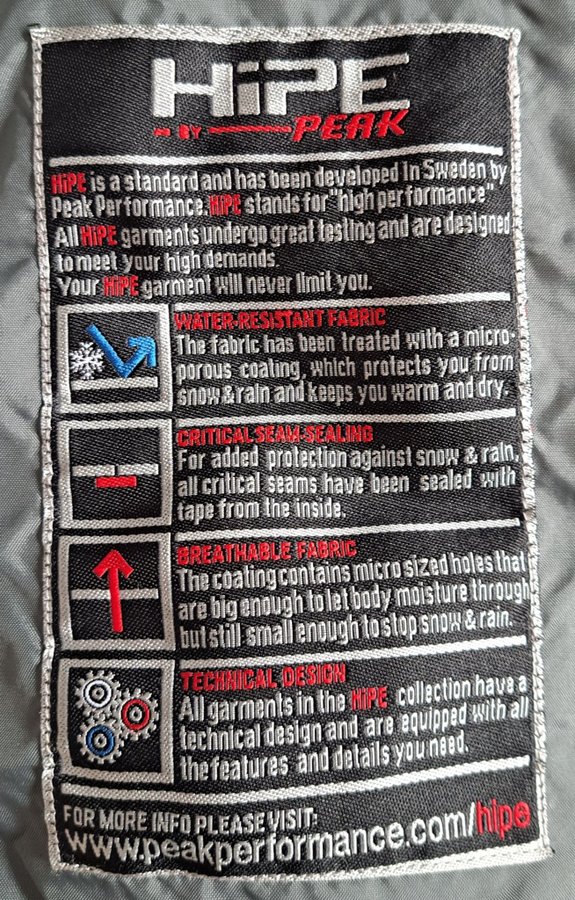 HiPE
BY PEAK
HiPE is a standard and has been developed In Sweden by
Peak Performance. HiPE stands for "high performance"
All HiPE garments undergo great testing and are designed
to meet your high demands.
Your HiPE garment will never limit you.
WATER-RESISTANT FABRIC
The fabric has been treated with a micro-
porous coating, which protects you from
snow & rain and keeps you warm and dry.
CRITICAL SEAM-SEALING
For added protection against snow & rain,
all critical seams have been sealed with
tape from the inside.
BREATHABLE FABRIC
The coating contains micro sized holes that
are big enough to let body moisture through
but still small enough to stop snow & rain.
TECHNICAL DESIGN
All garments in the HiPE collection have a
technical design and are equipped with all
the features and details you need.
FOR MORE INFO PLEASE VISIT:
www.peakperformance.com/hipe